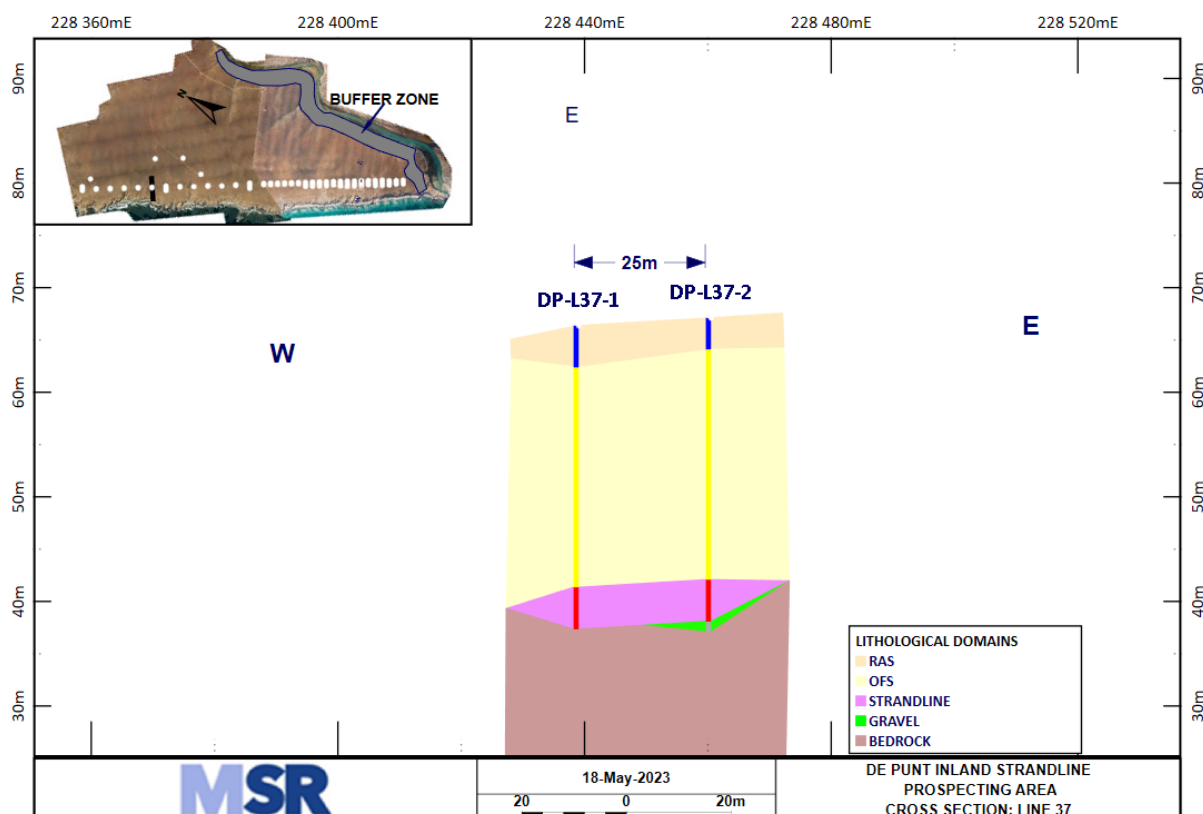 228 360mE 228 400mE 228 440mE 228 480mE 228 520mE
90m 90m
N
BUFFER ZONE
E
80m 80m
70m 70m
25m
DP-L37-1 DP-L37-2
W E
60m 60m
50m 50m
40m 40m
30m 30m
LITHOLOGICAL DOMAINS
RAS
OFS
STRANDLINE
GRAVEL
BEDROCK
MSR
18-May-2023
20 0 20m
DE PUNT INLAND STRANDLINE
PROSPECTING AREA
CROSS SECTION: LINE 37